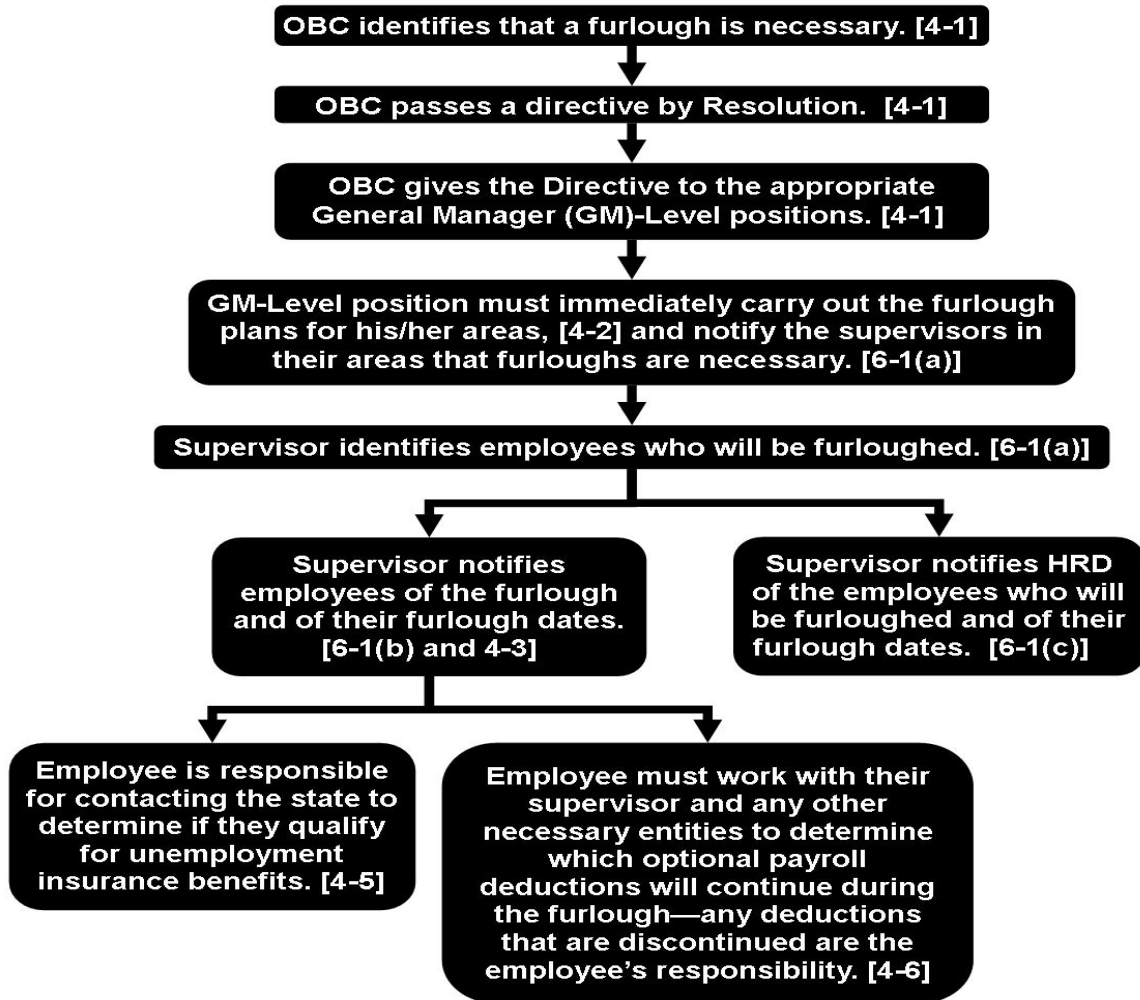 OBC identifies that a furlough is necessary. [4-1]
OBC passes a directive by Resolution. [4-1]
OBC gives the Directive to the appropriate
General Manager (GM)-Level positions. [4-1]
GM-Level position must immediately carry out the furlough
plans for his/her areas, [4-2] and notify the supervisors in
their areas that furloughs are necessary. [6-1(a)]
Supervisor identifies employees who will be furloughed. [6-1(a)]
Supervisor notifies
employees of the furlough
and of their furlough dates.
[6-1(b) and 4-3]
Supervisor notifies HRD
of the employees who will
be furloughed and of their
furlough dates. [6-1(c)]
Employee is responsible
for contacting the state to
determine if they qualify
for unemployment
insurance benefits. [4-5]
Employee must work with their
supervisor and any other
necessary entities to determine
which optional payroll
deductions will continue during
the furlough—any deductions
that are discontinued are the
employee's responsibility. [4-6]